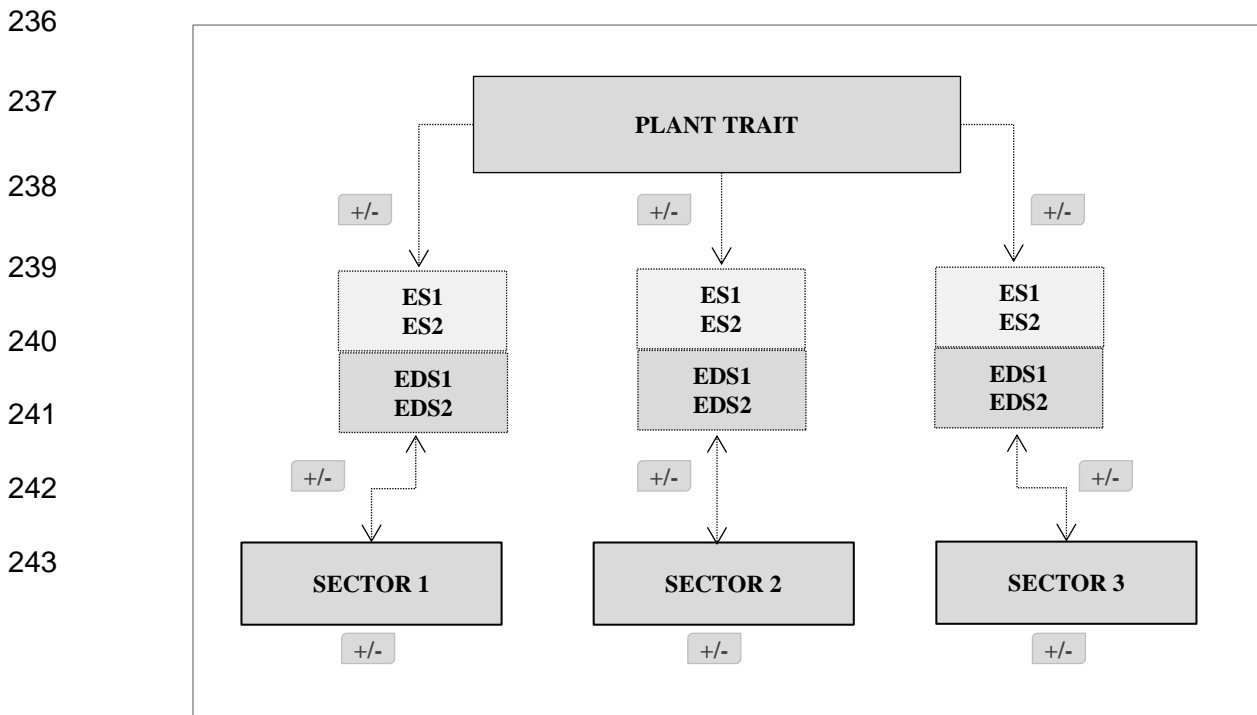 236
237
PLANT TRAIT
238
+/- +/- +/-
239
ES1 ES1 ES1
ES2 ES2 ES2
240
EDS1 EDS1 EDS1
EDS2 EDS2 EDS2
241
+/- +/- +/-
242
243
SECTOR 1 SECTOR 2 SECTOR 3
+/- +/- +/-